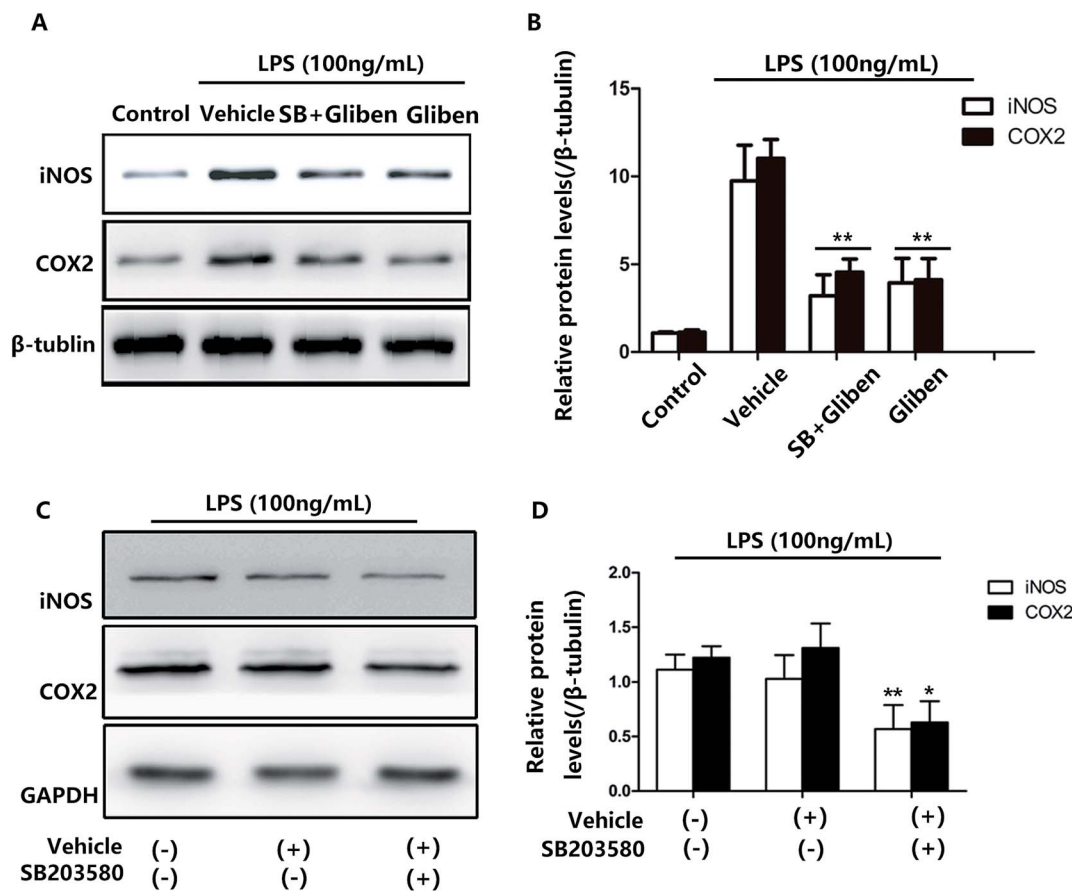 A
LPS (100ng/mL)
Control Vehicle SB+Gliben Gliben
iNOS
COX2
β-tublin
B
LPS (100ng/mL)
iNOS
COX2
Relative protein levels(/β-tubulin)
15
10
5
0
Control
Vehicle
SB+Gliben
Gliben
** **
C
LPS (100ng/mL)
iNOS
COX2
GAPDH
Vehicle (-) (+) (+)
SB203580 (-) (-) (+)
D
LPS (100ng/mL)
iNOS
COX2
Relative protein
levels(/β-tubulin)
2.0
1.5
1.0
0.5
0.0
** *
Vehicle (-) (+) (+)
SB203580 (-) (-) (+)